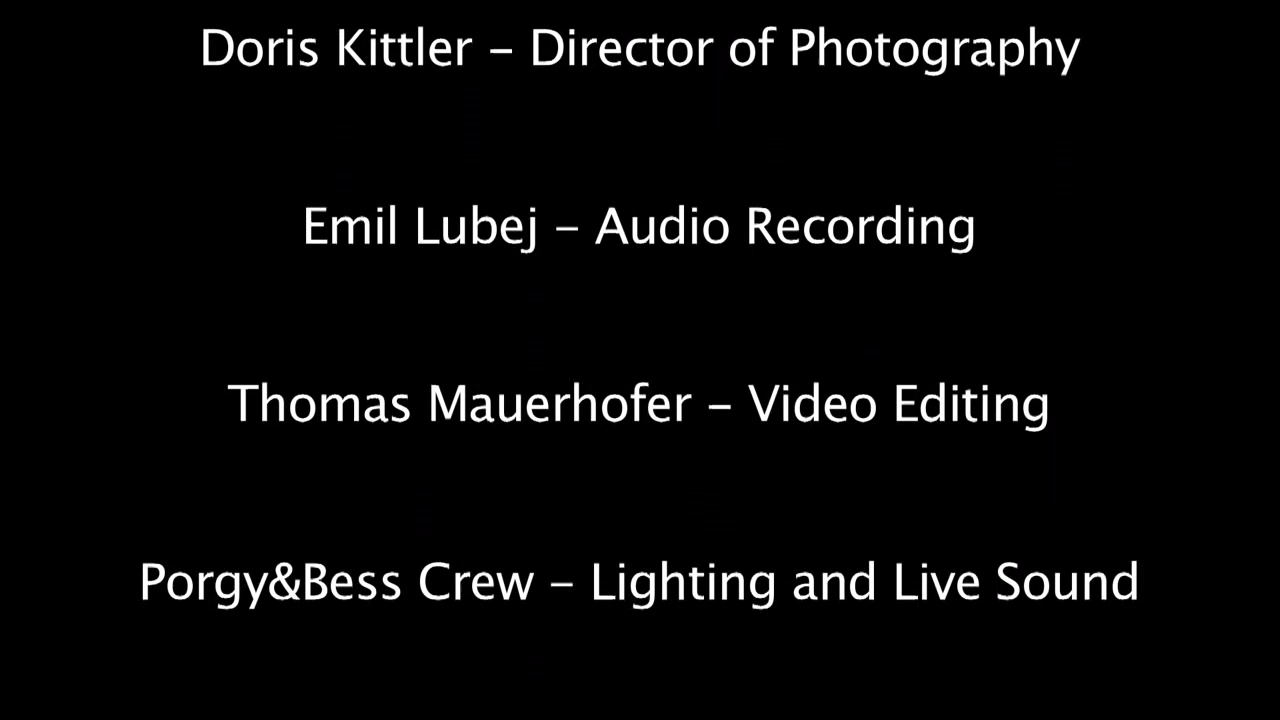 Doris Kittler – Director of Photography
Emil Lubej – Audio Recording
Thomas Mauerhofer – Video Editing
Porgy&Bess Crew – Lighting and Live Sound